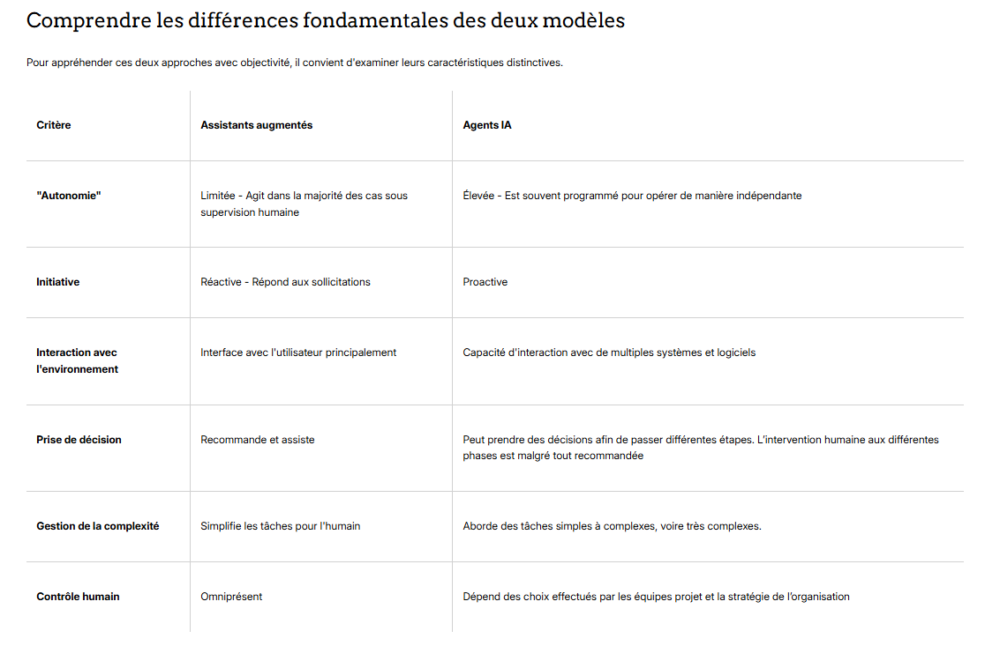 Comprendre les différences fondamentales des deux modèles
Pour appréhender ces deux approches avec objectivité, il convient d'examiner leurs caractéristiques distinctives.
Critère
Assistants augmentés
Agents IA
"Autonomie"
Limitée - Agit dans la majorité des cas sous
supervision humaine
Élevée - Est souvent programmé pour opérer de manière indépendante
Initiative
Réactive - Répond aux sollicitations
Proactive
Interaction avec
l'environnement
Interface avec l'utilisateur principalement
Capacité d'interaction avec de multiples systèmes et logiciels
Prise de décision
Recommande et assiste
Peut prendre des décisions afin de passer différentes étapes. L’intervention humaine aux différentes
phases est malgré tout recommandée
Gestion de la complexité
Simplifie les tâches pour l'humain
Aborde des tâches simples à complexes, voire très complexes.
Contrôle humain
Omniprésent
Dépend des choix effectués par les équipes projet et la stratégie de l’organisation